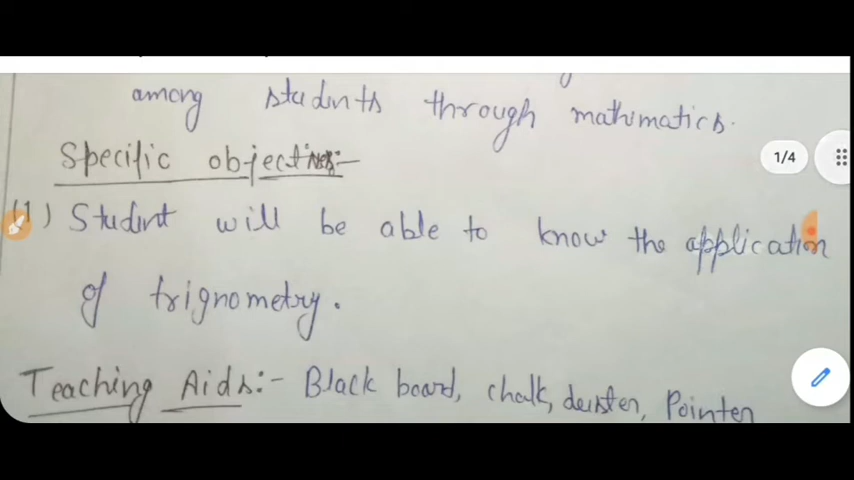 among students through mathematics.
Specific objectives:-
(1) Student will be able to know the application
of trignometry.
Teaching Aids:- Black board, chalk, duster, Pointer
1/4